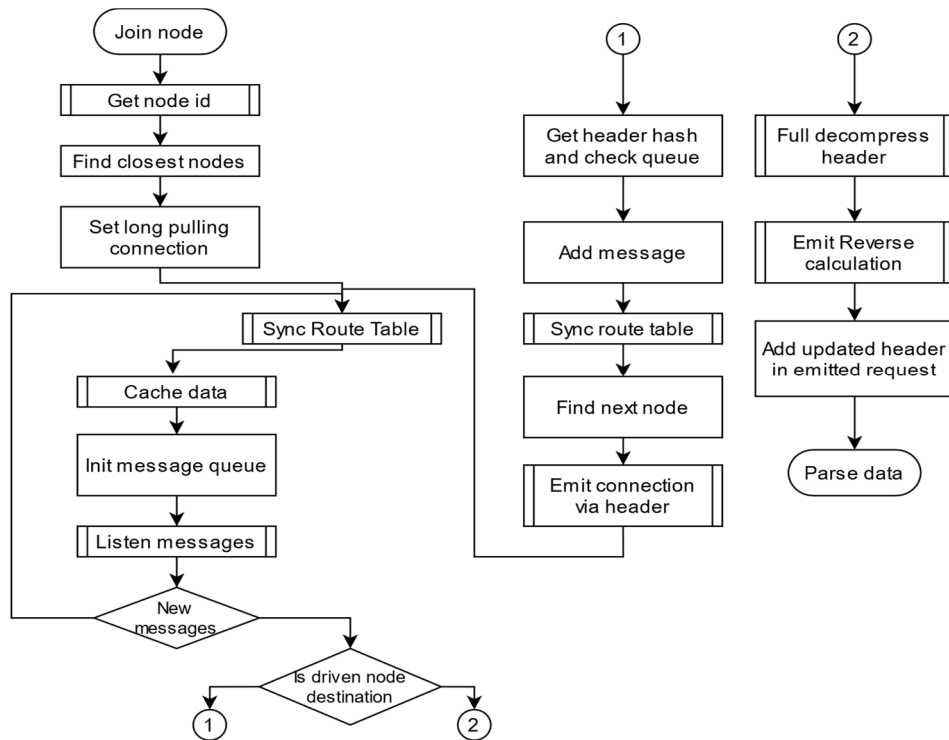 Join node
Get node id
Find closest nodes
Set long pulling
connection
Sync Route Table
Cache data
Init message queue
Listen messages
New
messages
Is driven node
destination
1
2
1
Get header hash
and check queue
Add message
Sync route table
Find next node
Emit connection
via header
2
Full decompress
header
Emit Reverse
calculation
Add updated header
in emitted request
Parse data